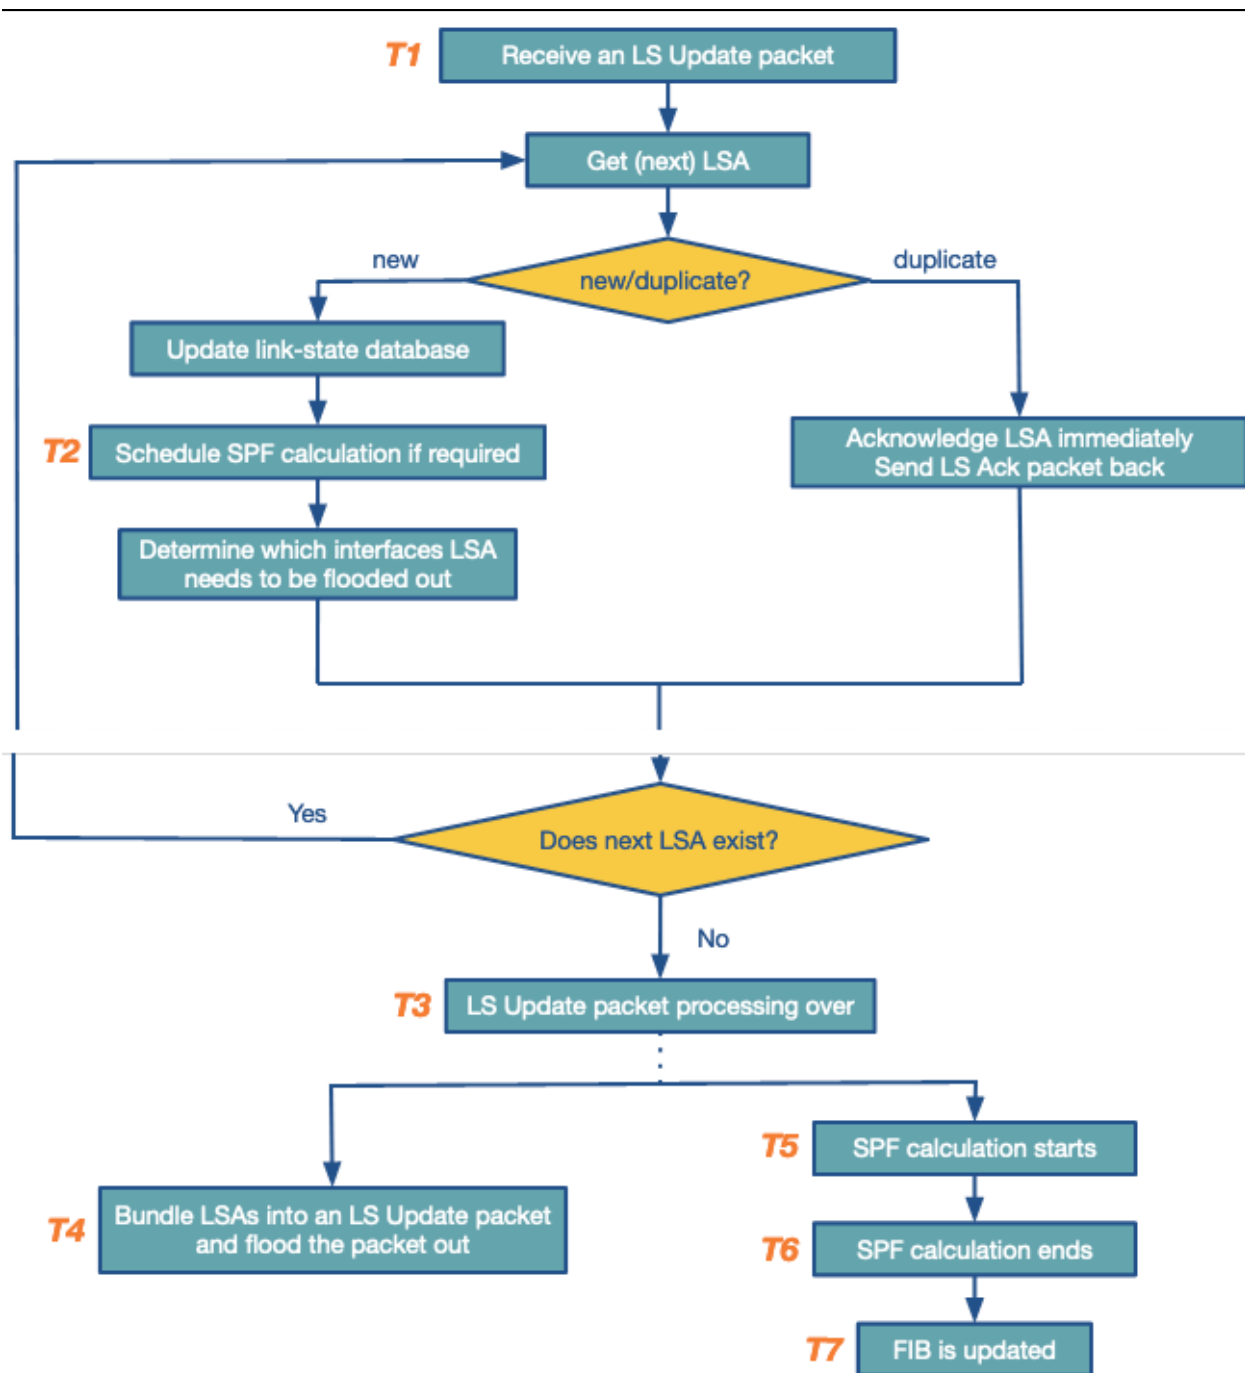 T1
Receive an LS Update packet
Get (next) LSA
new
new/duplicate?
duplicate
Update link-state database
T2
Schedule SPF calculation if required
Acknowledge LSA immediately
Send LS Ack packet back
Determine which interfaces LSA
needs to be flooded out
Yes
Does next LSA exist?
No
T3
LS Update packet processing over
T5
SPF calculation starts
T4
Bundle LSAs into an LS Update packet
and flood the packet out
T6
SPF calculation ends
T7
FIB is updated